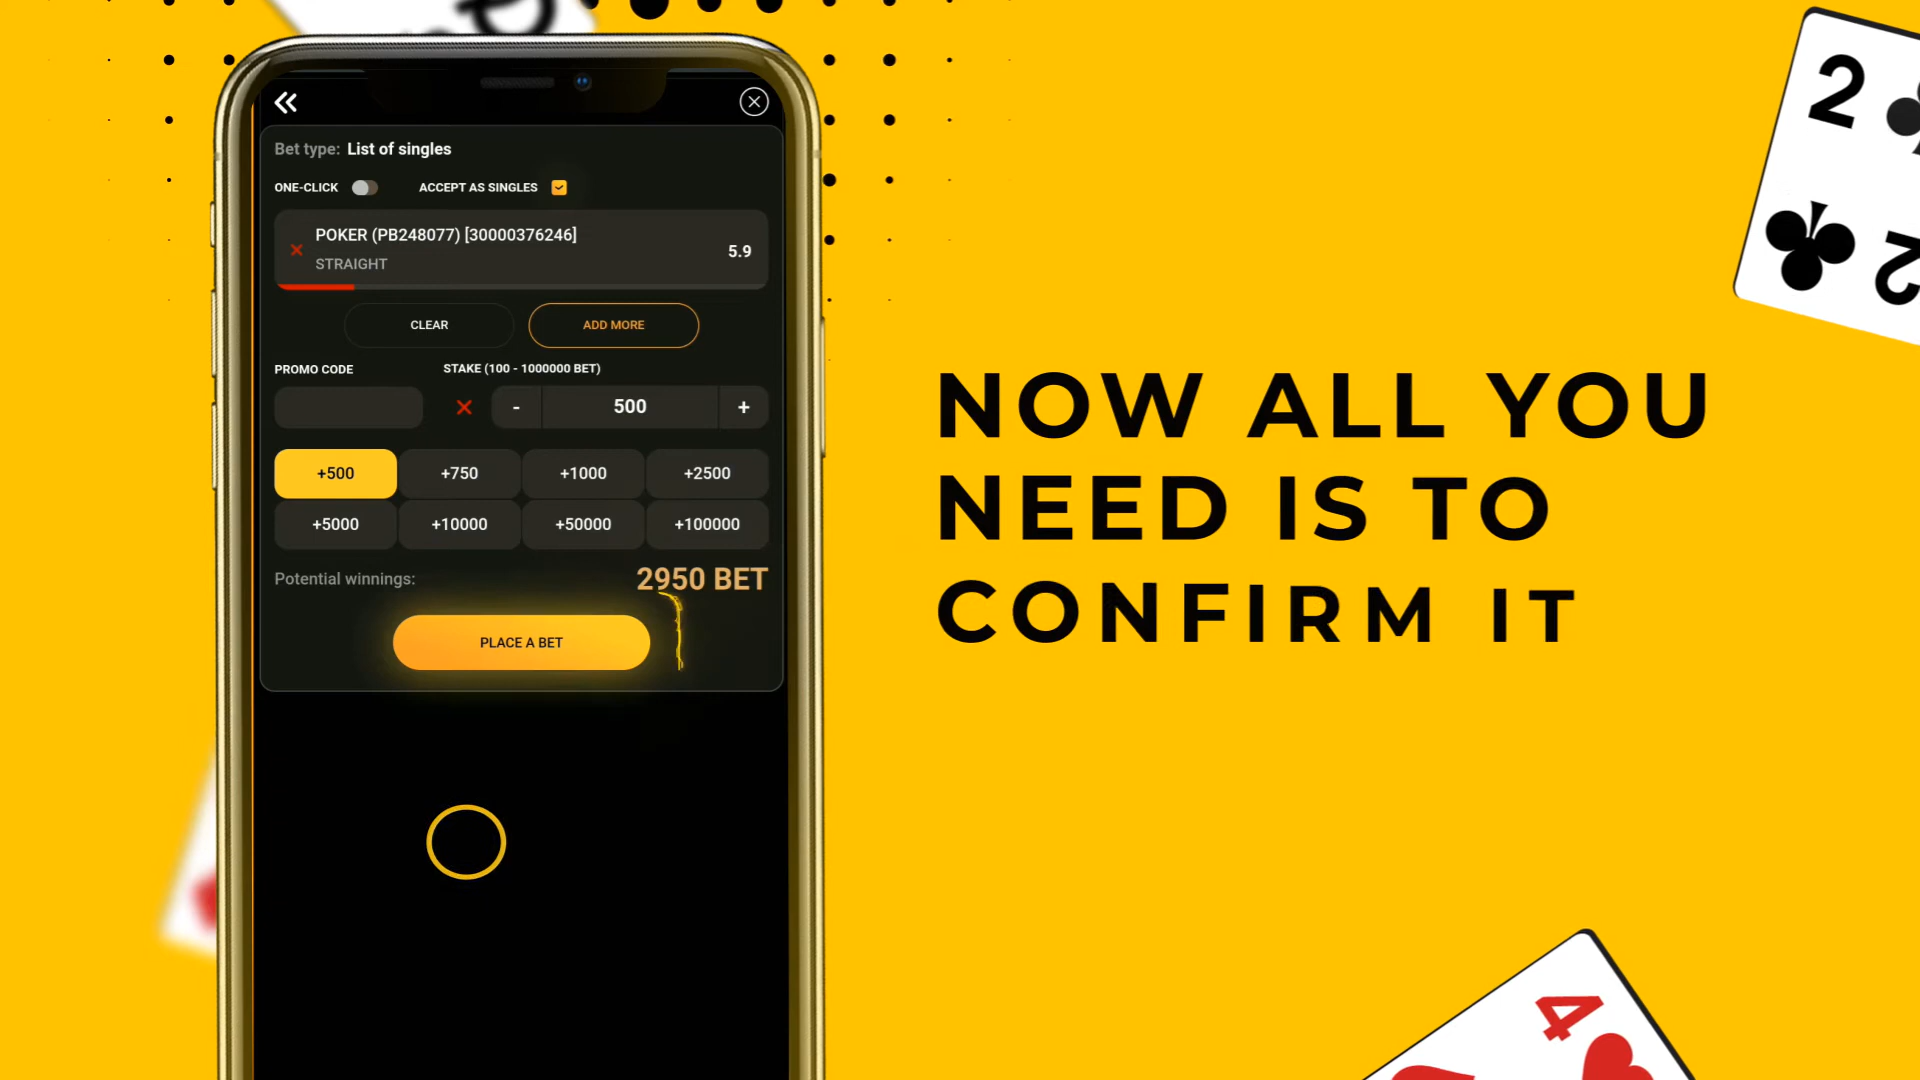 Bet type: List of singles
ONE-CLICK ACCEPT AS SINGLES
POKER (PB248077) [30000376246]
STRAIGHT
5.9
CLEAR ADD MORE
PROMO CODE STAKE (100 - 1000000 BET)
- 500 +
+500 +750 +1000 +2500
+5000 +10000 +50000 +100000
Potential winnings: 2950 BET
PLACE A BET
NOW ALL YOU
NEED IS TO
CONFIRM IT
2
2
4